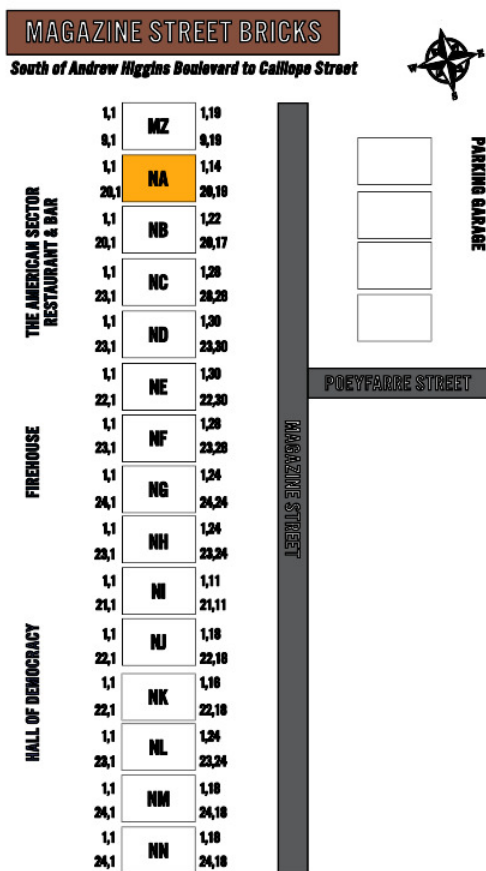 MAGAZINE STREET BRICKS
South of Andrew Higgins Boulevard to Calliope Street
N
E
S
W
1,1 MZ 1,19
9,1 9,19
1,1 NA 1,14
20,1 20,18
1,1 NB 1,22
20,1 20,17
1,1 NC 1,28
23,1 28,28
1,1 ND 1,30
23,1 23,30
1,1 NE 1,30
22,1 22,30
1,1 NF 1,28
23,1 23,28
1,1 NG 1,24
24,1 24,24
1,1 NH 1,24
23,1 23,24
1,1 NI 1,11
21,1 21,11
1,1 NJ 1,18
22,1 22,18
1,1 NK 1,18
22,1 22,18
1,1 NL 1,24
23,1 23,24
1,1 NM 1,18
24,1 24,18
1,1 NN 1,18
24,1 24,18
THE AMERICAN SECTOR
RESTAURANT & BAR
FIREHOUSE
HALL OF DEMOCRACY
MAGAZINE STREET
POEYFARRE STREET
PARKING GARAGE